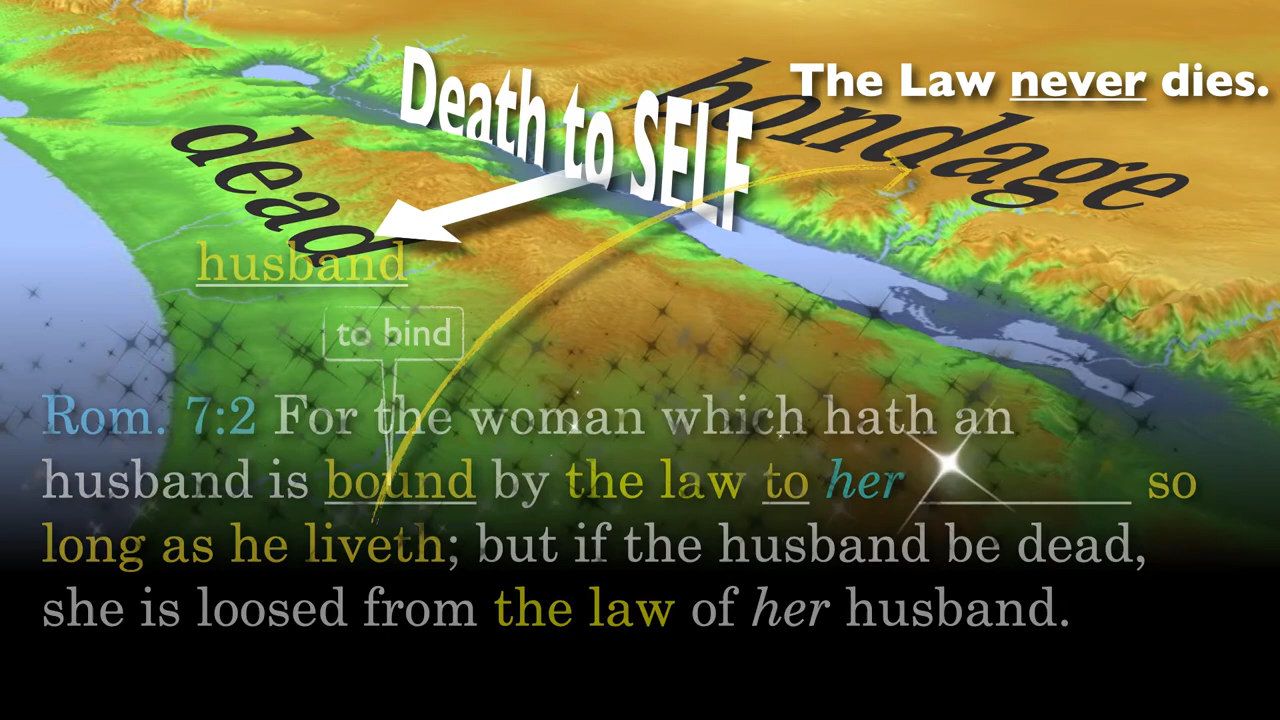 The Law never dies.
Death to SELF
bondage
dead
husband
to bind
Rom. 7:2 For the woman which hath an
husband is bound by the law to her __________ so
long as he liveth; but if the husband be dead,
she is loosed from the law of her husband.